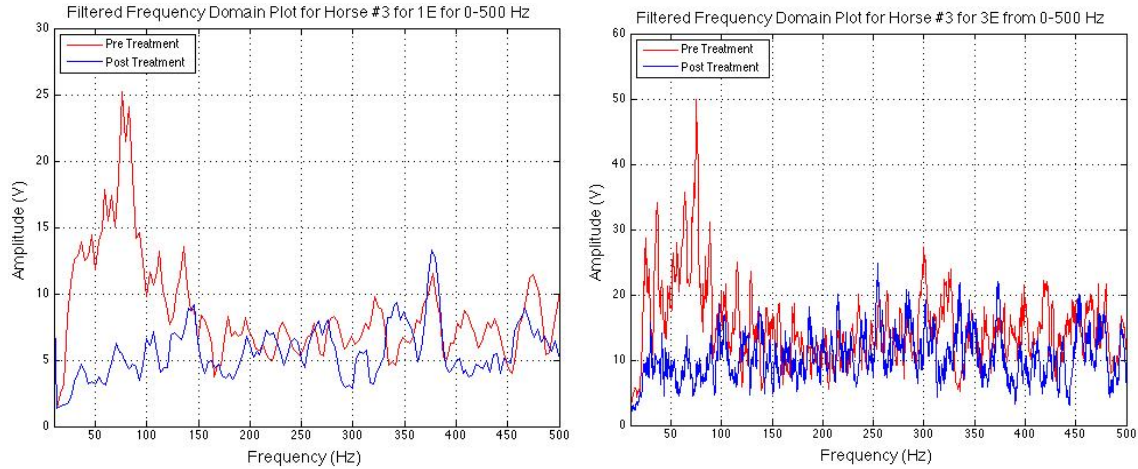 Filtered Frequency Domain Plot for Horse #3 for 1E for 0-500 Hz
30
25
20
15
10
5
0
Amplitude (V)
Pre Treatment
Post Treatment
50 100 150 200 250 300 350 400 450 500
Frequency (Hz)
Filtered Frequency Domain Plot for Horse #3 for 3E from 0-500 Hz
60
50
40
30
20
10
0
Amplitude (V)
Pre Treatment
Post Treatment
50 100 150 200 250 300 350 400 450 500
Frequency (Hz)